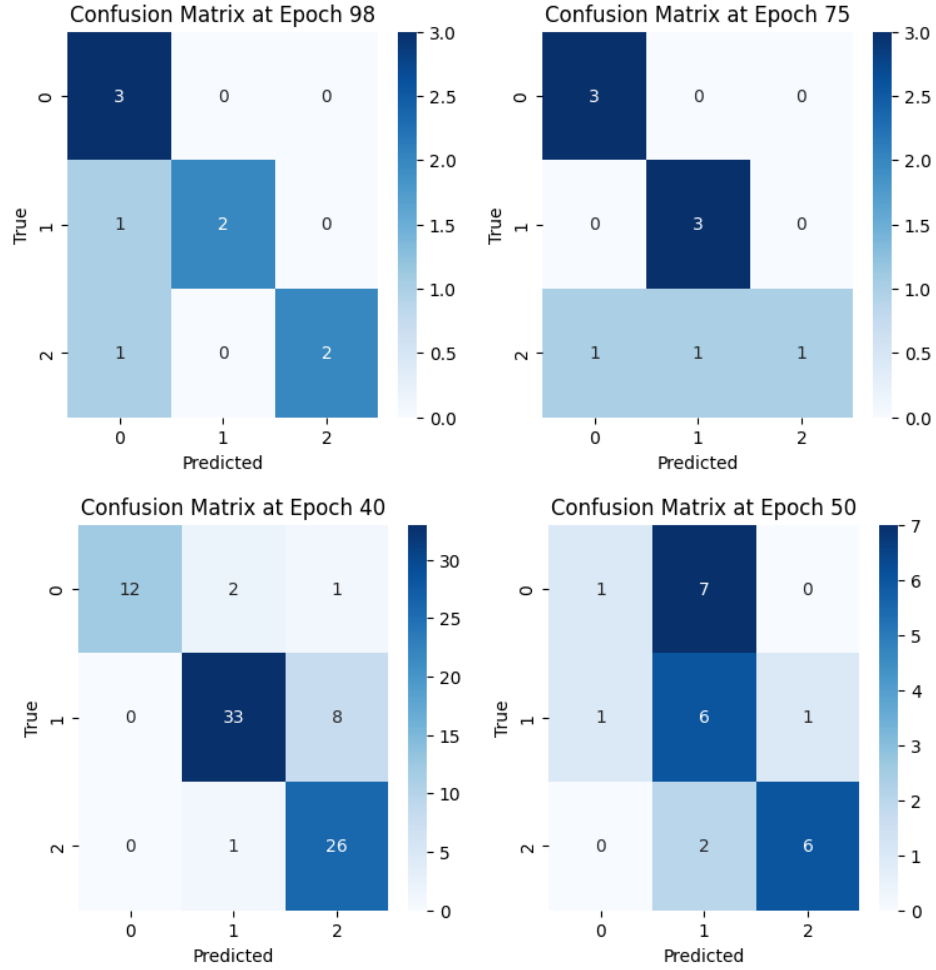 Confusion Matrix at Epoch 98
3.0
2.5
2.0
1.5
1.0
0.5
0.0
True
0
1
2
3 0 0
1 2 0
1 0 2
0 1 2
Predicted
Confusion Matrix at Epoch 75
3.0
2.5
2.0
1.5
1.0
0.5
0.0
True
0
1
2
3 0 0
0 3 0
1 1 1
0 1 2
Predicted
Confusion Matrix at Epoch 40
30
25
20
15
10
5
0
True
0
1
2
12 2 1
0 33 8
0 1 26
0 1 2
Predicted
Confusion Matrix at Epoch 50
7
6
5
4
3
2
1
0
True
0
1
2
1 7 0
1 6 1
0 2 6
0 1 2
Predicted